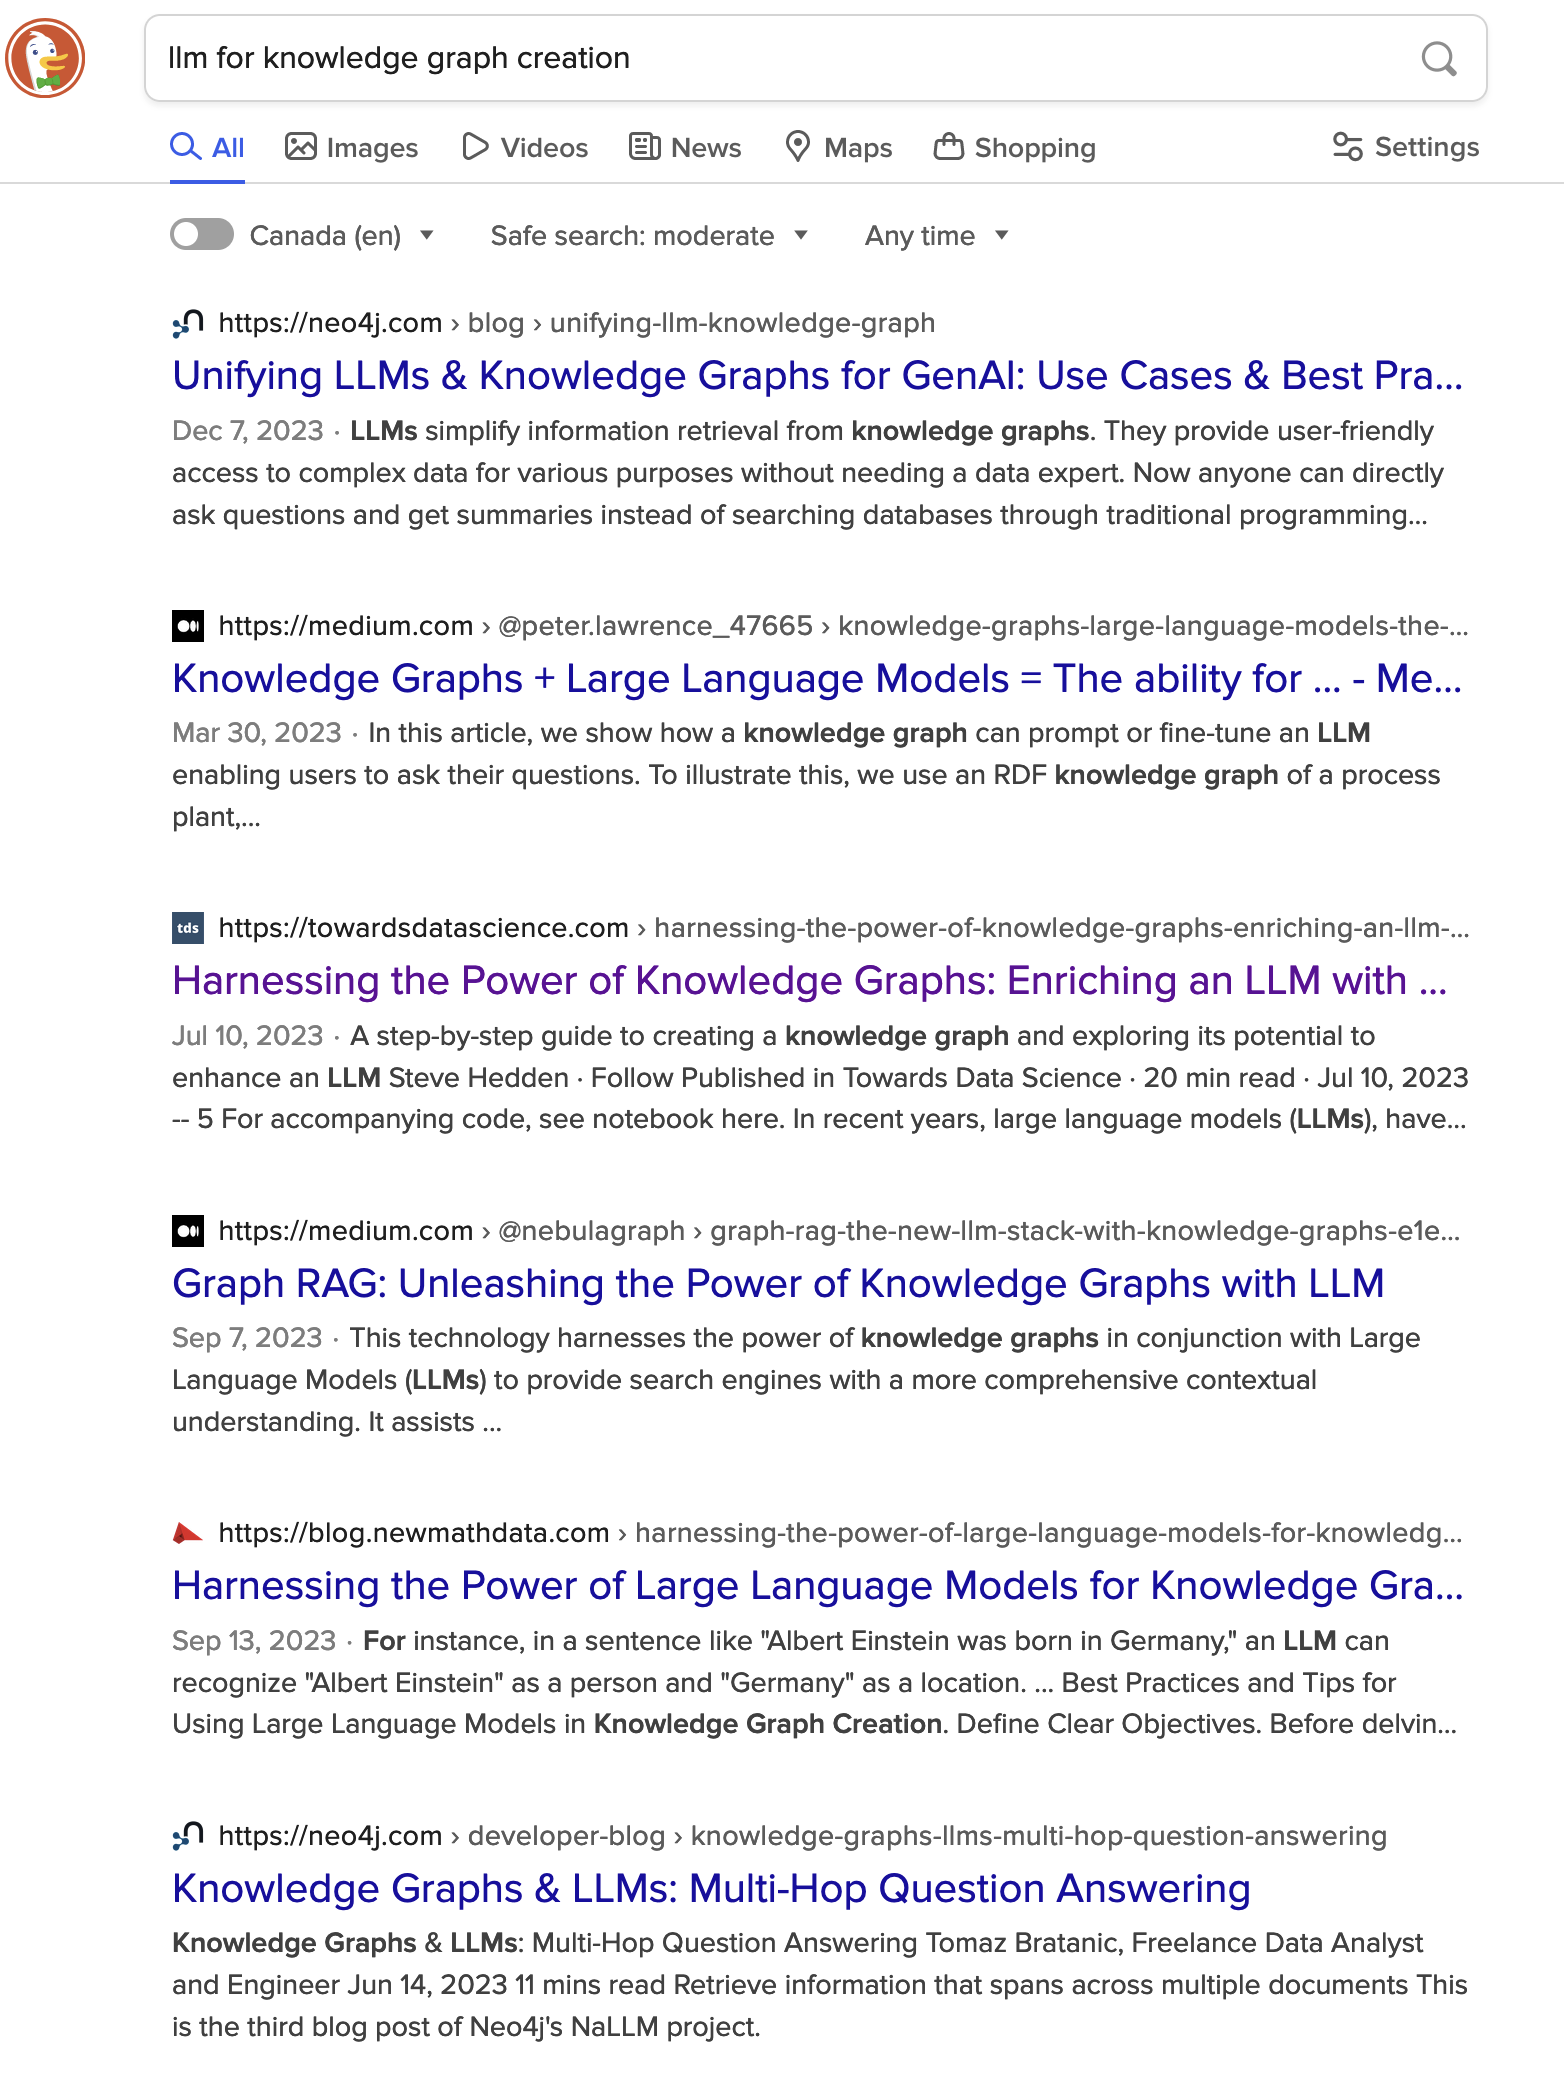 llm for knowledge graph creation
All Images Videos News Maps Shopping Settings
Canada (en) Safe search: moderate Any time
https://neo4j.com › blog › unifying-llm-knowledge-graph
Unifying LLMs & Knowledge Graphs for GenAI: Use Cases & Best Pra...
Dec 7, 2023 · LLMs simplify information retrieval from knowledge graphs. They provide user-friendly
access to complex data for various purposes without needing a data expert. Now anyone can directly
ask questions and get summaries instead of searching databases through traditional programming...
https://medium.com › @peter.lawrence_47665 › knowledge-graphs-large-language-models-the-...
Knowledge Graphs + Large Language Models = The ability for ... - Me...
Mar 30, 2023 · In this article, we show how a knowledge graph can prompt or fine-tune an LLM
enabling users to ask their questions. To illustrate this, we use an RDF knowledge graph of a process
plant,...
tds https://towardsdatascience.com › harnessing-the-power-of-knowledge-graphs-enriching-an-llm-...
Harnessing the Power of Knowledge Graphs: Enriching an LLM with ...
Jul 10, 2023 · A step-by-step guide to creating a knowledge graph and exploring its potential to
enhance an LLM Steve Hedden · Follow Published in Towards Data Science · 20 min read · Jul 10, 2023
-- 5 For accompanying code, see notebook here. In recent years, large language models (LLMs), have...
https://medium.com › @nebulagraph › graph-rag-the-new-llm-stack-with-knowledge-graphs-e1e...
Graph RAG: Unleashing the Power of Knowledge Graphs with LLM
Sep 7, 2023 · This technology harnesses the power of knowledge graphs in conjunction with Large
Language Models (LLMs) to provide search engines with a more comprehensive contextual
understanding. It assists ...
https://blog.newmathdata.com › harnessing-the-power-of-large-language-models-for-knowledg...
Harnessing the Power of Large Language Models for Knowledge Gra...
Sep 13, 2023 · For instance, in a sentence like "Albert Einstein was born in Germany," an LLM can
recognize "Albert Einstein" as a person and "Germany" as a location. ... Best Practices and Tips for
Using Large Language Models in Knowledge Graph Creation. Define Clear Objectives. Before delvin...
https://neo4j.com › developer-blog › knowledge-graphs-llms-multi-hop-question-answering
Knowledge Graphs & LLMs: Multi-Hop Question Answering
Knowledge Graphs & LLMs: Multi-Hop Question Answering Tomaz Bratanic, Freelance Data Analyst
and Engineer Jun 14, 2023 11 mins read Retrieve information that spans across multiple documents This
is the third blog post of Neo4j's NaLLM project.